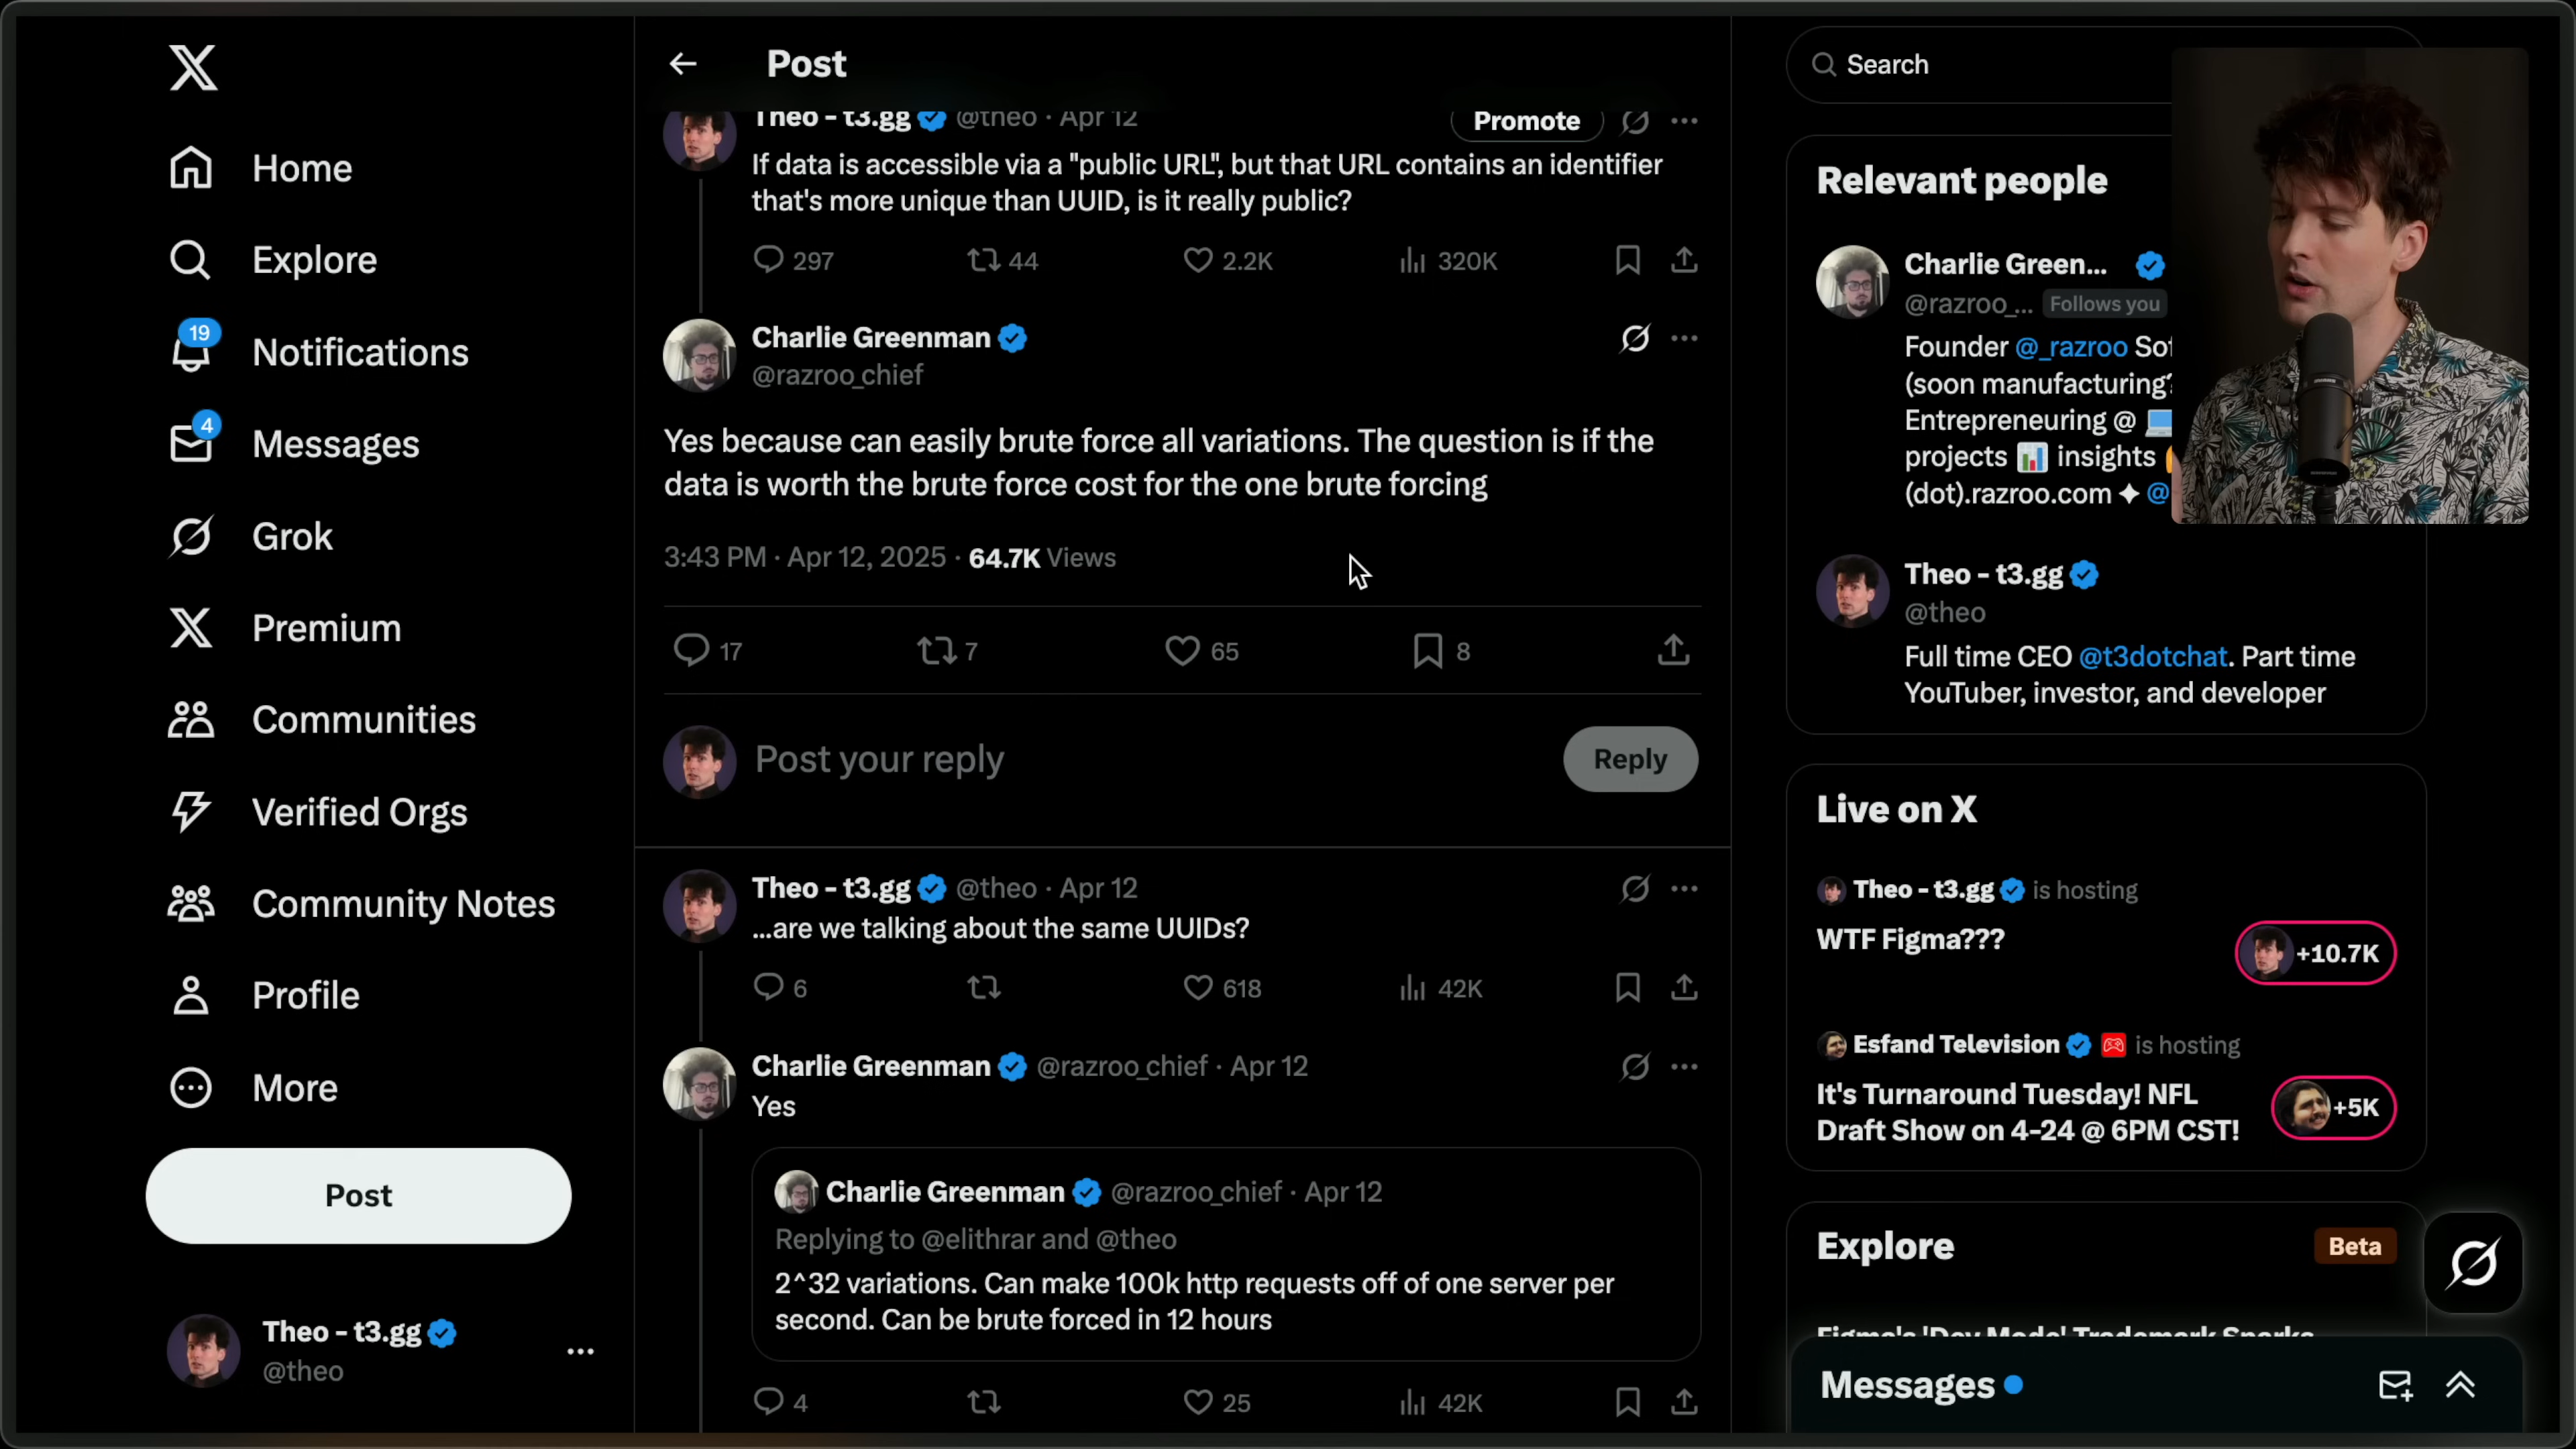 Home
Explore
19
Notifications
4
Messages
Grok
Premium
Communities
Verified Orgs
Community Notes
Profile
More
Post
Theo - t3.gg
@theo
Post
Theo - t3.gg @theo · Apr 12
Promote
If data is accessible via a "public URL", but that URL contains an identifier
that's more unique than UUID, is it really public?
297 44 2.2K 320K
Charlie Greenman
@razroo_chief
Yes because can easily brute force all variations. The question is if the
data is worth the brute force cost for the one brute forcing
3:43 PM · Apr 12, 2025 · 64.7K Views
17 7 65 8
Post your reply
Reply
Theo - t3.gg @theo · Apr 12
...are we talking about the same UUIDs?
6 618 42K
Charlie Greenman @razroo_chief · Apr 12
Yes
Charlie Greenman @razroo_chief · Apr 12
Replying to @elithrar and @theo
2^32 variations. Can make 100k http requests off of one server per
second. Can be brute forced in 12 hours
4 25 42K
Search
Relevant people
Charlie Green...
@razroo_... Follows you
Founder @_razroo
(soon manufacturing?
Entrepreneuring @
projects insights
(dot).razroo.com ✦ @
Theo - t3.gg
@theo
Full time CEO @t3dotchat. Part time
YouTuber, investor, and developer
Live on X
Theo - t3.gg is hosting
WTF Figma???
+10.7K
Esfand Television is hosting
It's Turnaround Tuesday! NFL
Draft Show on 4-24 @ 6PM CST!
+5K
Explore
Beta
Figma's 'Dev Mode' Trademark Sparks
Messages